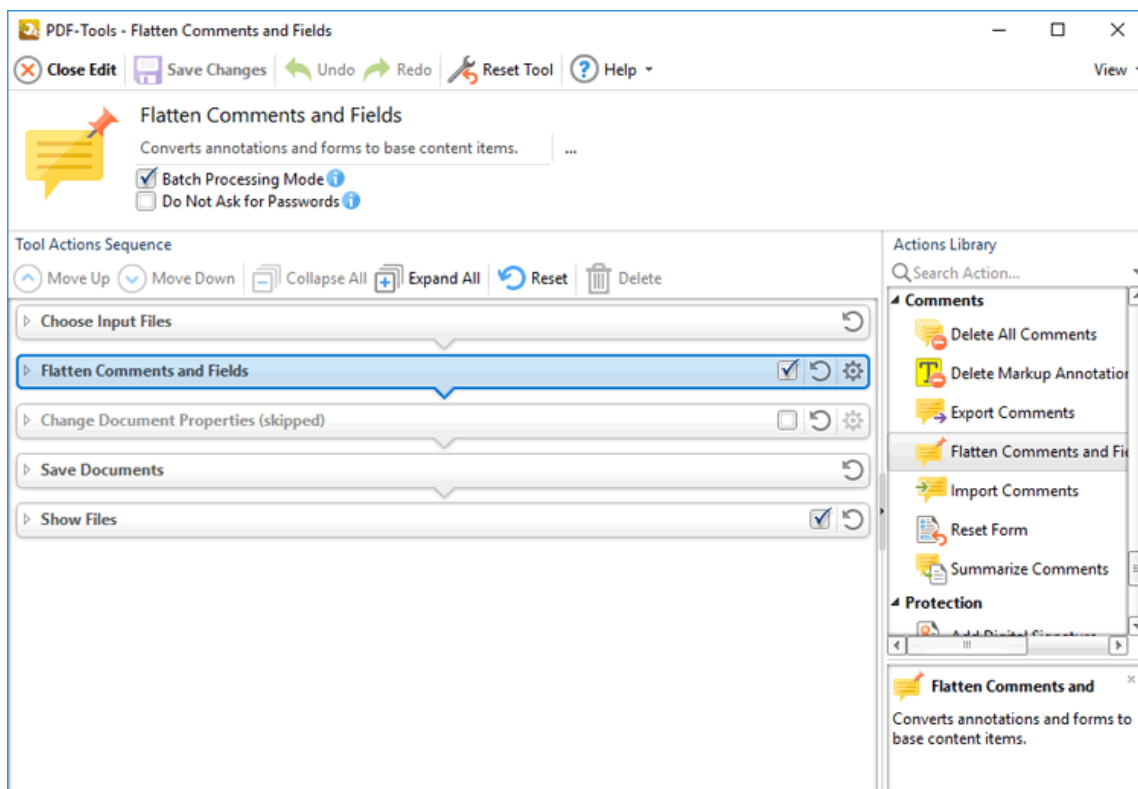 PDF-Tools - Flatten Comments and Fields
Close Edit Save Changes Undo Redo Reset Tool ? Help View
Flatten Comments and Fields
Converts annotations and forms to base content items. ...
Batch Processing Mode
Do Not Ask for Passwords
Tool Actions Sequence
Move Up Move Down Collapse All Expand All Reset Delete
Choose Input Files
Flatten Comments and Fields
Change Document Properties (skipped)
Save Documents
Show Files
Actions Library
Search Action...
Comments
Delete All Comments
Delete Markup Annotation
Export Comments
Flatten Comments and Fie
Import Comments
Reset Form
Summarize Comments
Protection
Add Digital Signature
Flatten Comments and
Converts annotations and forms to
base content items.